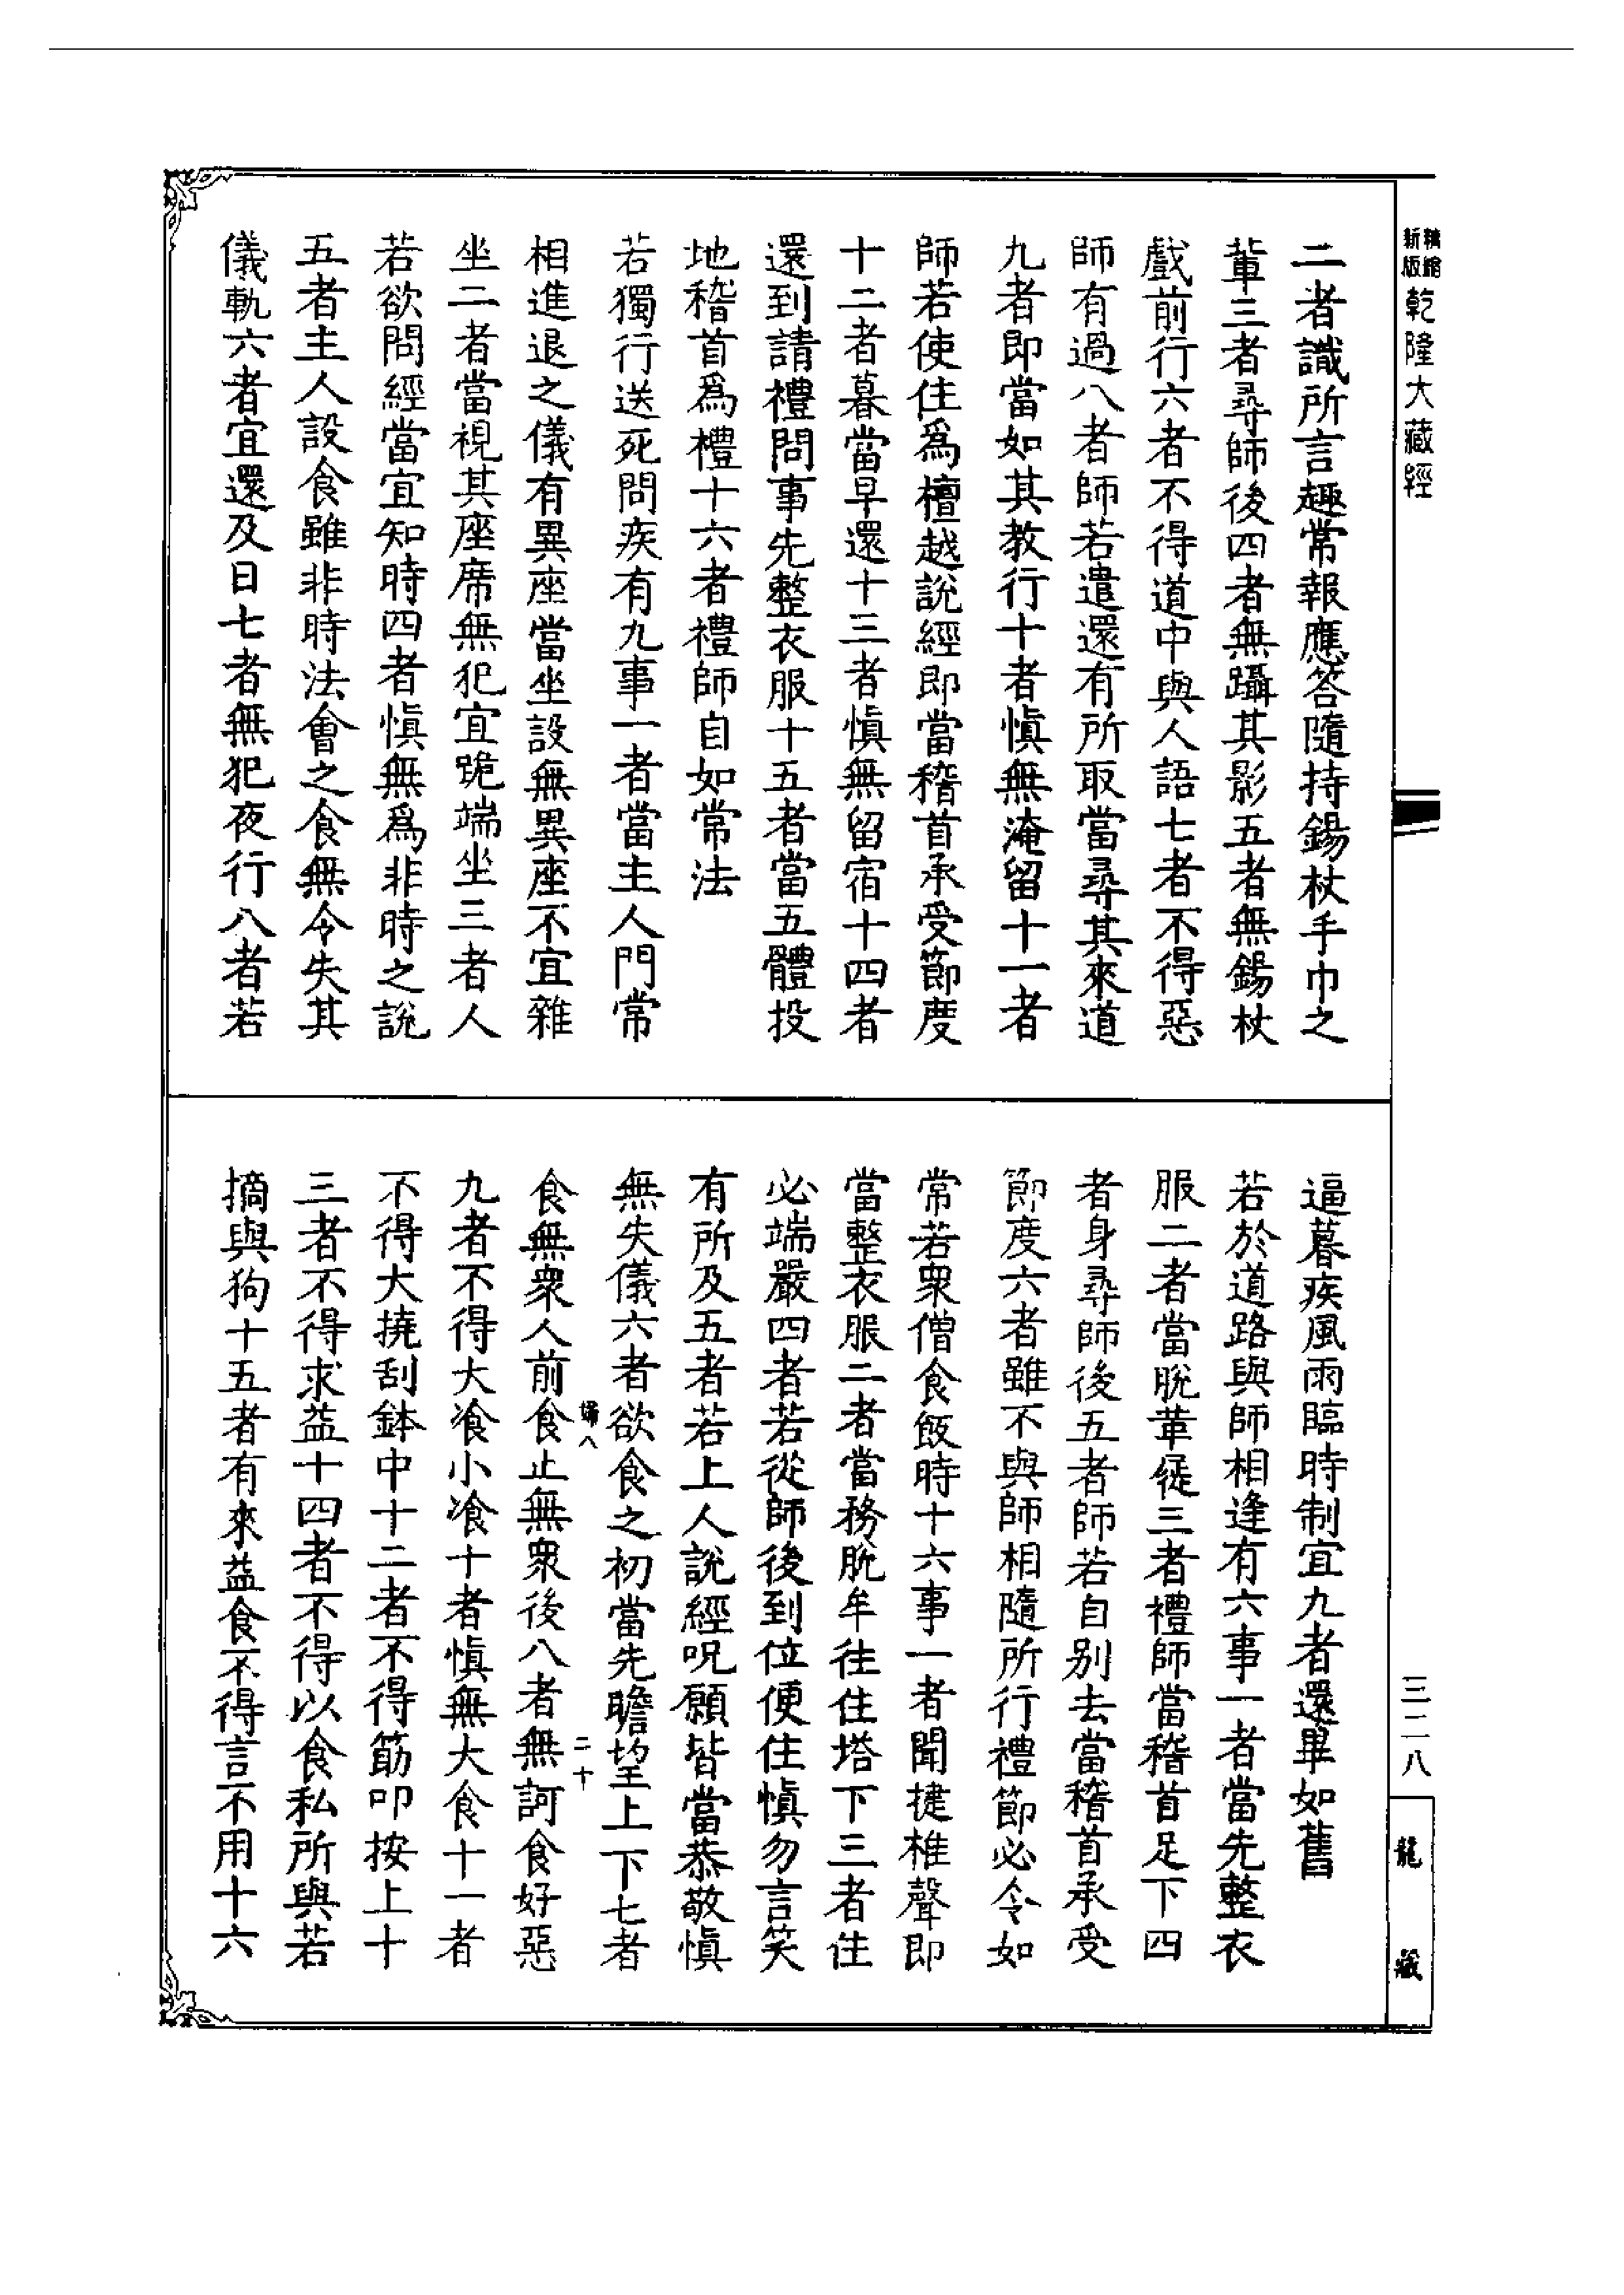 新版精縮乾隆大藏經
二者識所言趣常報應答隨持錫杖手巾之
輩三者尋師後四者無躡其影五者無錫杖
戲前行六者不得道中與人語七者不得惡
師有過八者師若遣還有所取當尋其來道
九者即當如其教行十者慎無淹留十一者
師若使住為檀越說經即當稽首承受節度
十二者暮當早還十三者慎無留宿十四者
還到請禮問事先整衣服十五者當五體投
地稽首為禮十六者禮師自如常法
若獨行送死問疾有九事一者當主人門常
相進退之儀有異座當坐設無異座不宜雜
坐二者當視其座席無犯宜跪端坐三者人
若欲問經當宜知時四者慎無為非時之說
五者主人設食雖非時法會之食無令失其
儀軌六者宜還及日七者無犯夜行八者若
逼暮疾風雨臨時制宜九者還畢如舊
若於道路與師相逢有六事一者當先整衣
服二者當脫革屣三者禮師當稽首足下四
者身尋師後五者師若自別去當稽首承受
節度六者雖不與師相隨所行禮節必令如
常若眾僧食飯時十六事一者聞揵椎聲即
當整衣服二者當務脫牟往住塔下三者住
必端嚴四者若從師後到位便住慎勿言笑
有所及五者若上人說經呪願皆當恭敬慎
無失儀六者欲食之初當先瞻望上下七者
食無眾人前食止無眾後八者無訶食好惡
九者不得大飡小飡十者慎無大食十一者
不得大撓刮鉢中十二者不得筯叩按上十
三者不得求益十四者不得以食私所與若
摘與狗十五者有來益食不得言不用十六
婦八
二十
三二八
龍藏